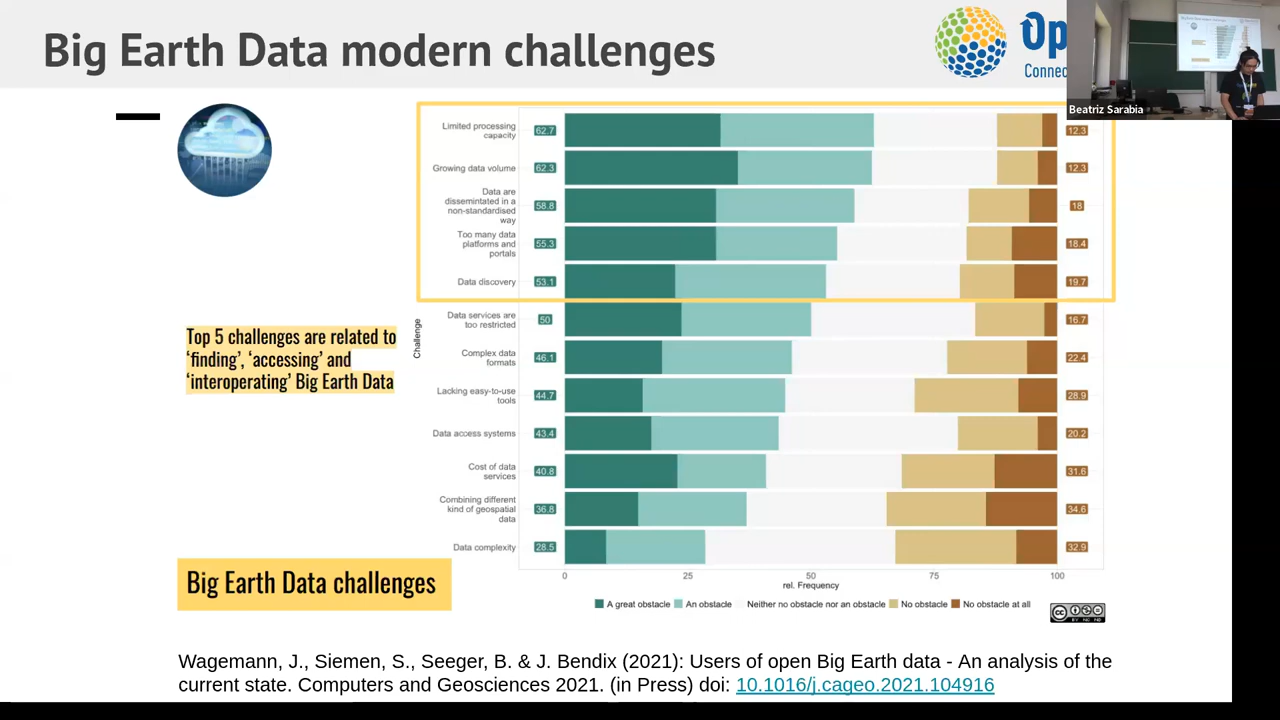 Big Earth Data modern challenges
Op
Connec
Beatriz Sarabia
Limited processing
capacity
62.7
12.3
Growing data volume
62.3
12.3
Data are
dissemintated in a
non-standardised
way
58.8
18
Too many data
platforms and
portals
55.3
18.4
Data discovery
53.1
19.7
Data services are
too restricted
50
16.7
Complex data
formats
46.1
22.4
Lacking easy-to-use
tools
44.7
28.9
Data access systems
43.4
20.2
Cost of data
services
40.8
31.6
Combining different
kind of geospatial
data
36.8
34.6
Data complexity
28.5
32.9
Challenge
0 25 50 75 100
rel. Frequency
A great obstacle An obstacle Neither no obstacle nor an obstacle No obstacle No obstacle at all
Top 5 challenges are related to
‘finding’, ‘accessing’ and
‘interoperating’ Big Earth Data
Big Earth Data challenges
cc
BY NC ND
Wagemann, J., Siemen, S., Seeger, B. & J. Bendix (2021): Users of open Big Earth data - An analysis of the
current state. Computers and Geosciences 2021. (in Press) doi: 10.1016/j.cageo.2021.104916